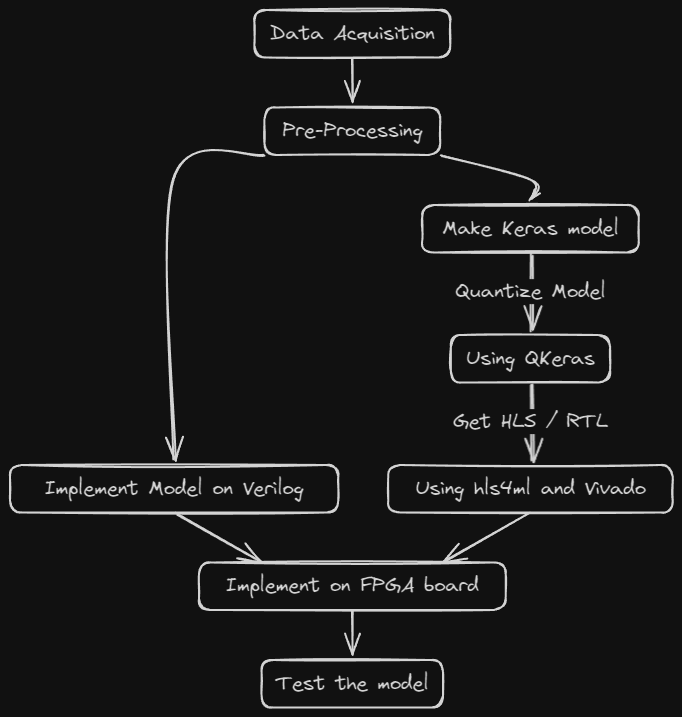 Data Acquisition
Pre-Processing
Make Keras model
Quantize Model
Using QKeras
Get HLS / RTL
Implement Model on Verilog
Using hls4ml and Vivado
Implement on FPGA board
Test the model